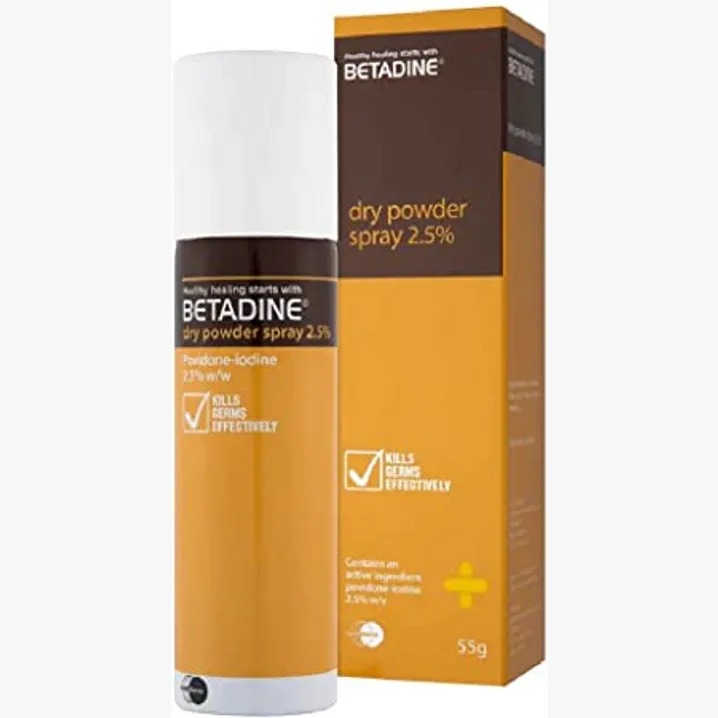 Healthy healing starts with
BETADINE®
dry powder spray 2.5%
Povidone-iodine
2.5% w/w
KILLS
GERMS
EFFECTIVELY
Healthy healing starts with
BETADINE®
dry powder
spray 2.5%
KILLS
GERMS
EFFECTIVELY
Contains an
active ingredient
povidone-iodine
2.5% w/v
55g
BETADINE